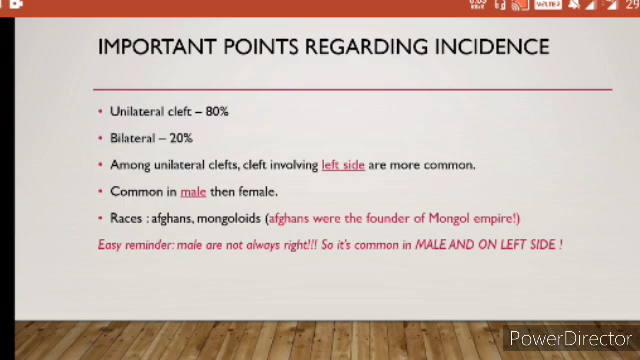 IMPORTANT POINTS REGARDING INCIDENCE
• Unilateral cleft – 80%
• Bilateral – 20%
• Among unilateral clefts, cleft involving left side are more common.
• Common in male then female.
• Races : afghans, mongoloids (afghans were the founder of Mongol empire!)
Easy reminder: male are not always right!!! So it's common in MALE AND ON LEFT SIDE !
PowerDirector